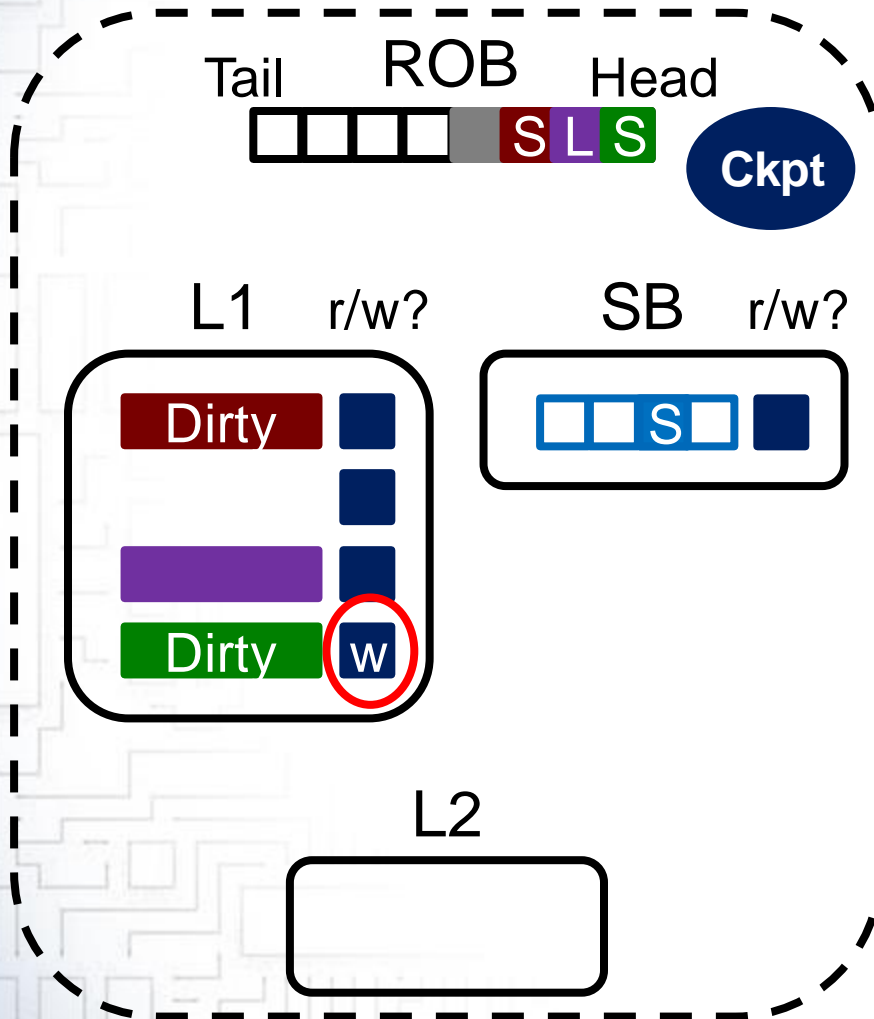 Tail ROB Head
S L S
Ckpt
L1 r/w? SB r/w?
Dirty
S
Dirty w
L2